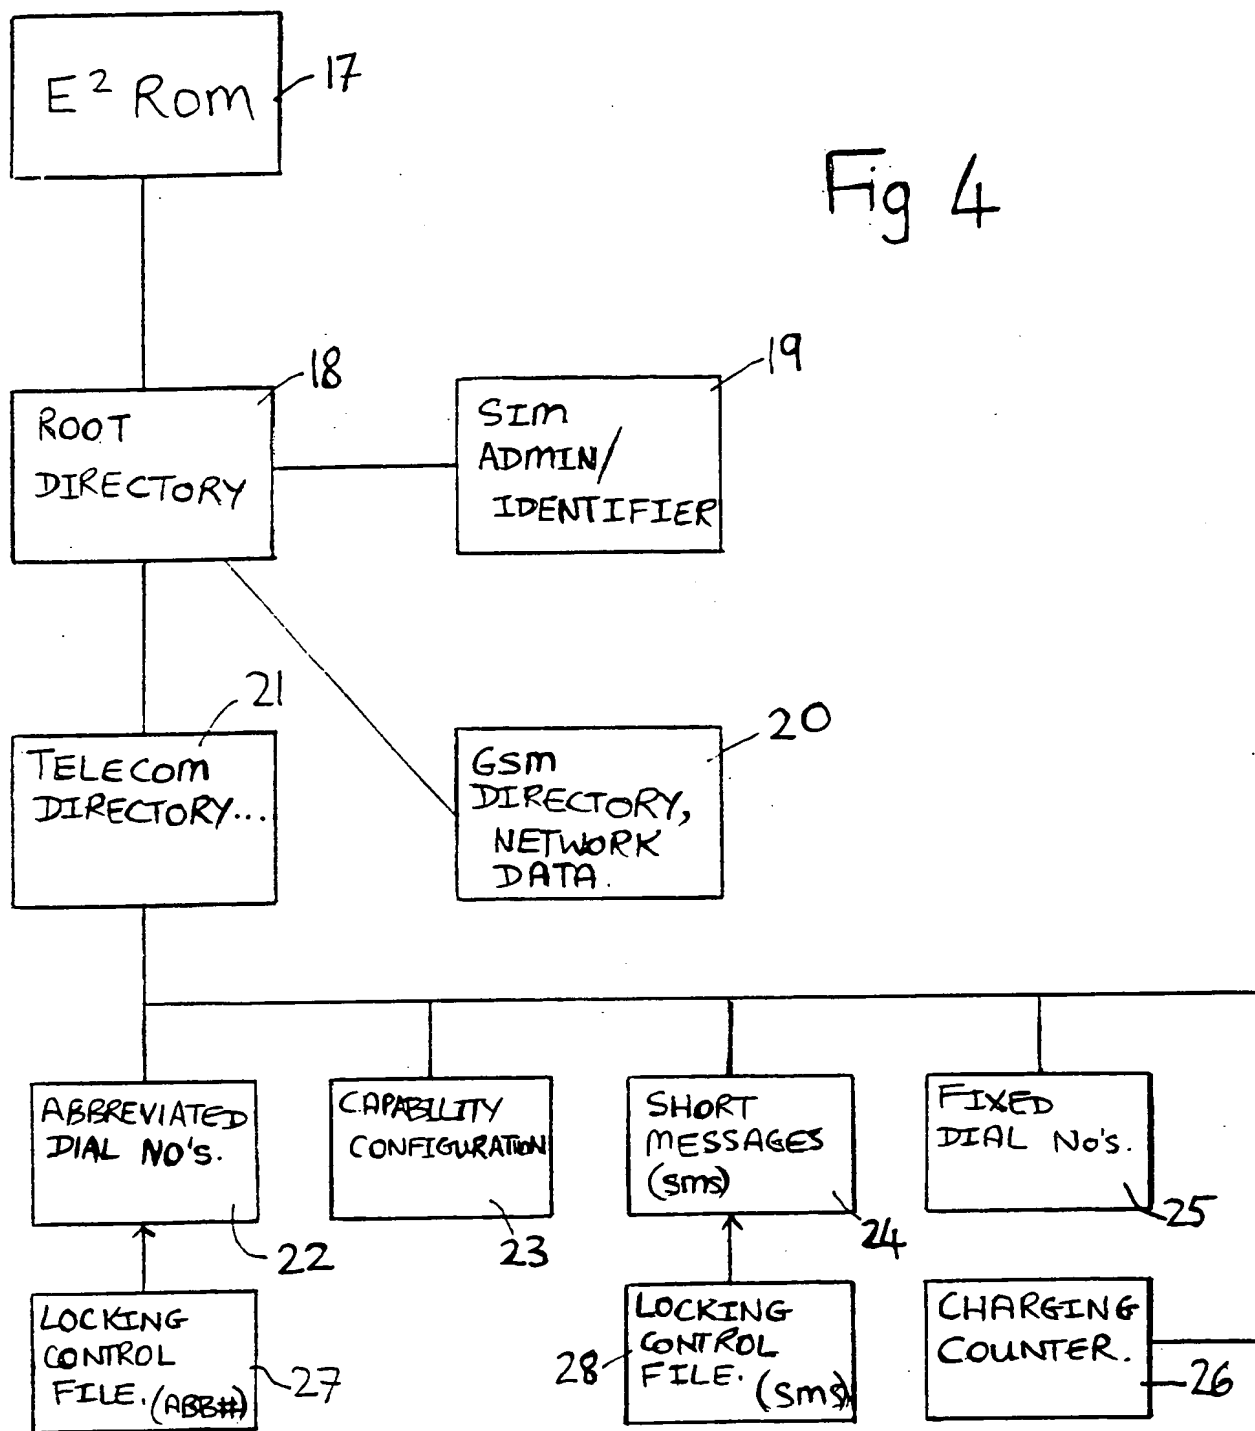 E² Rom
17
Fig 4
18
ROOT
DIRECTORY
19
SIM
ADMIN/
IDENTIFIER
21
TELECOM
DIRECTORY...
20
GSM
DIRECTORY,
NETWORK
DATA.
ABBREVIATED
DIAL NO's.
22
CAPABILITY
CONFIGURATION
23
SHORT
MESSAGES
(sms)
24
FIXED
DIAL No's.
25
LOCKING
CONTROL
FILE. (ABB#)
27
LOCKING
CONTROL
FILE. (sms)
28
CHARGING
COUNTER.
26